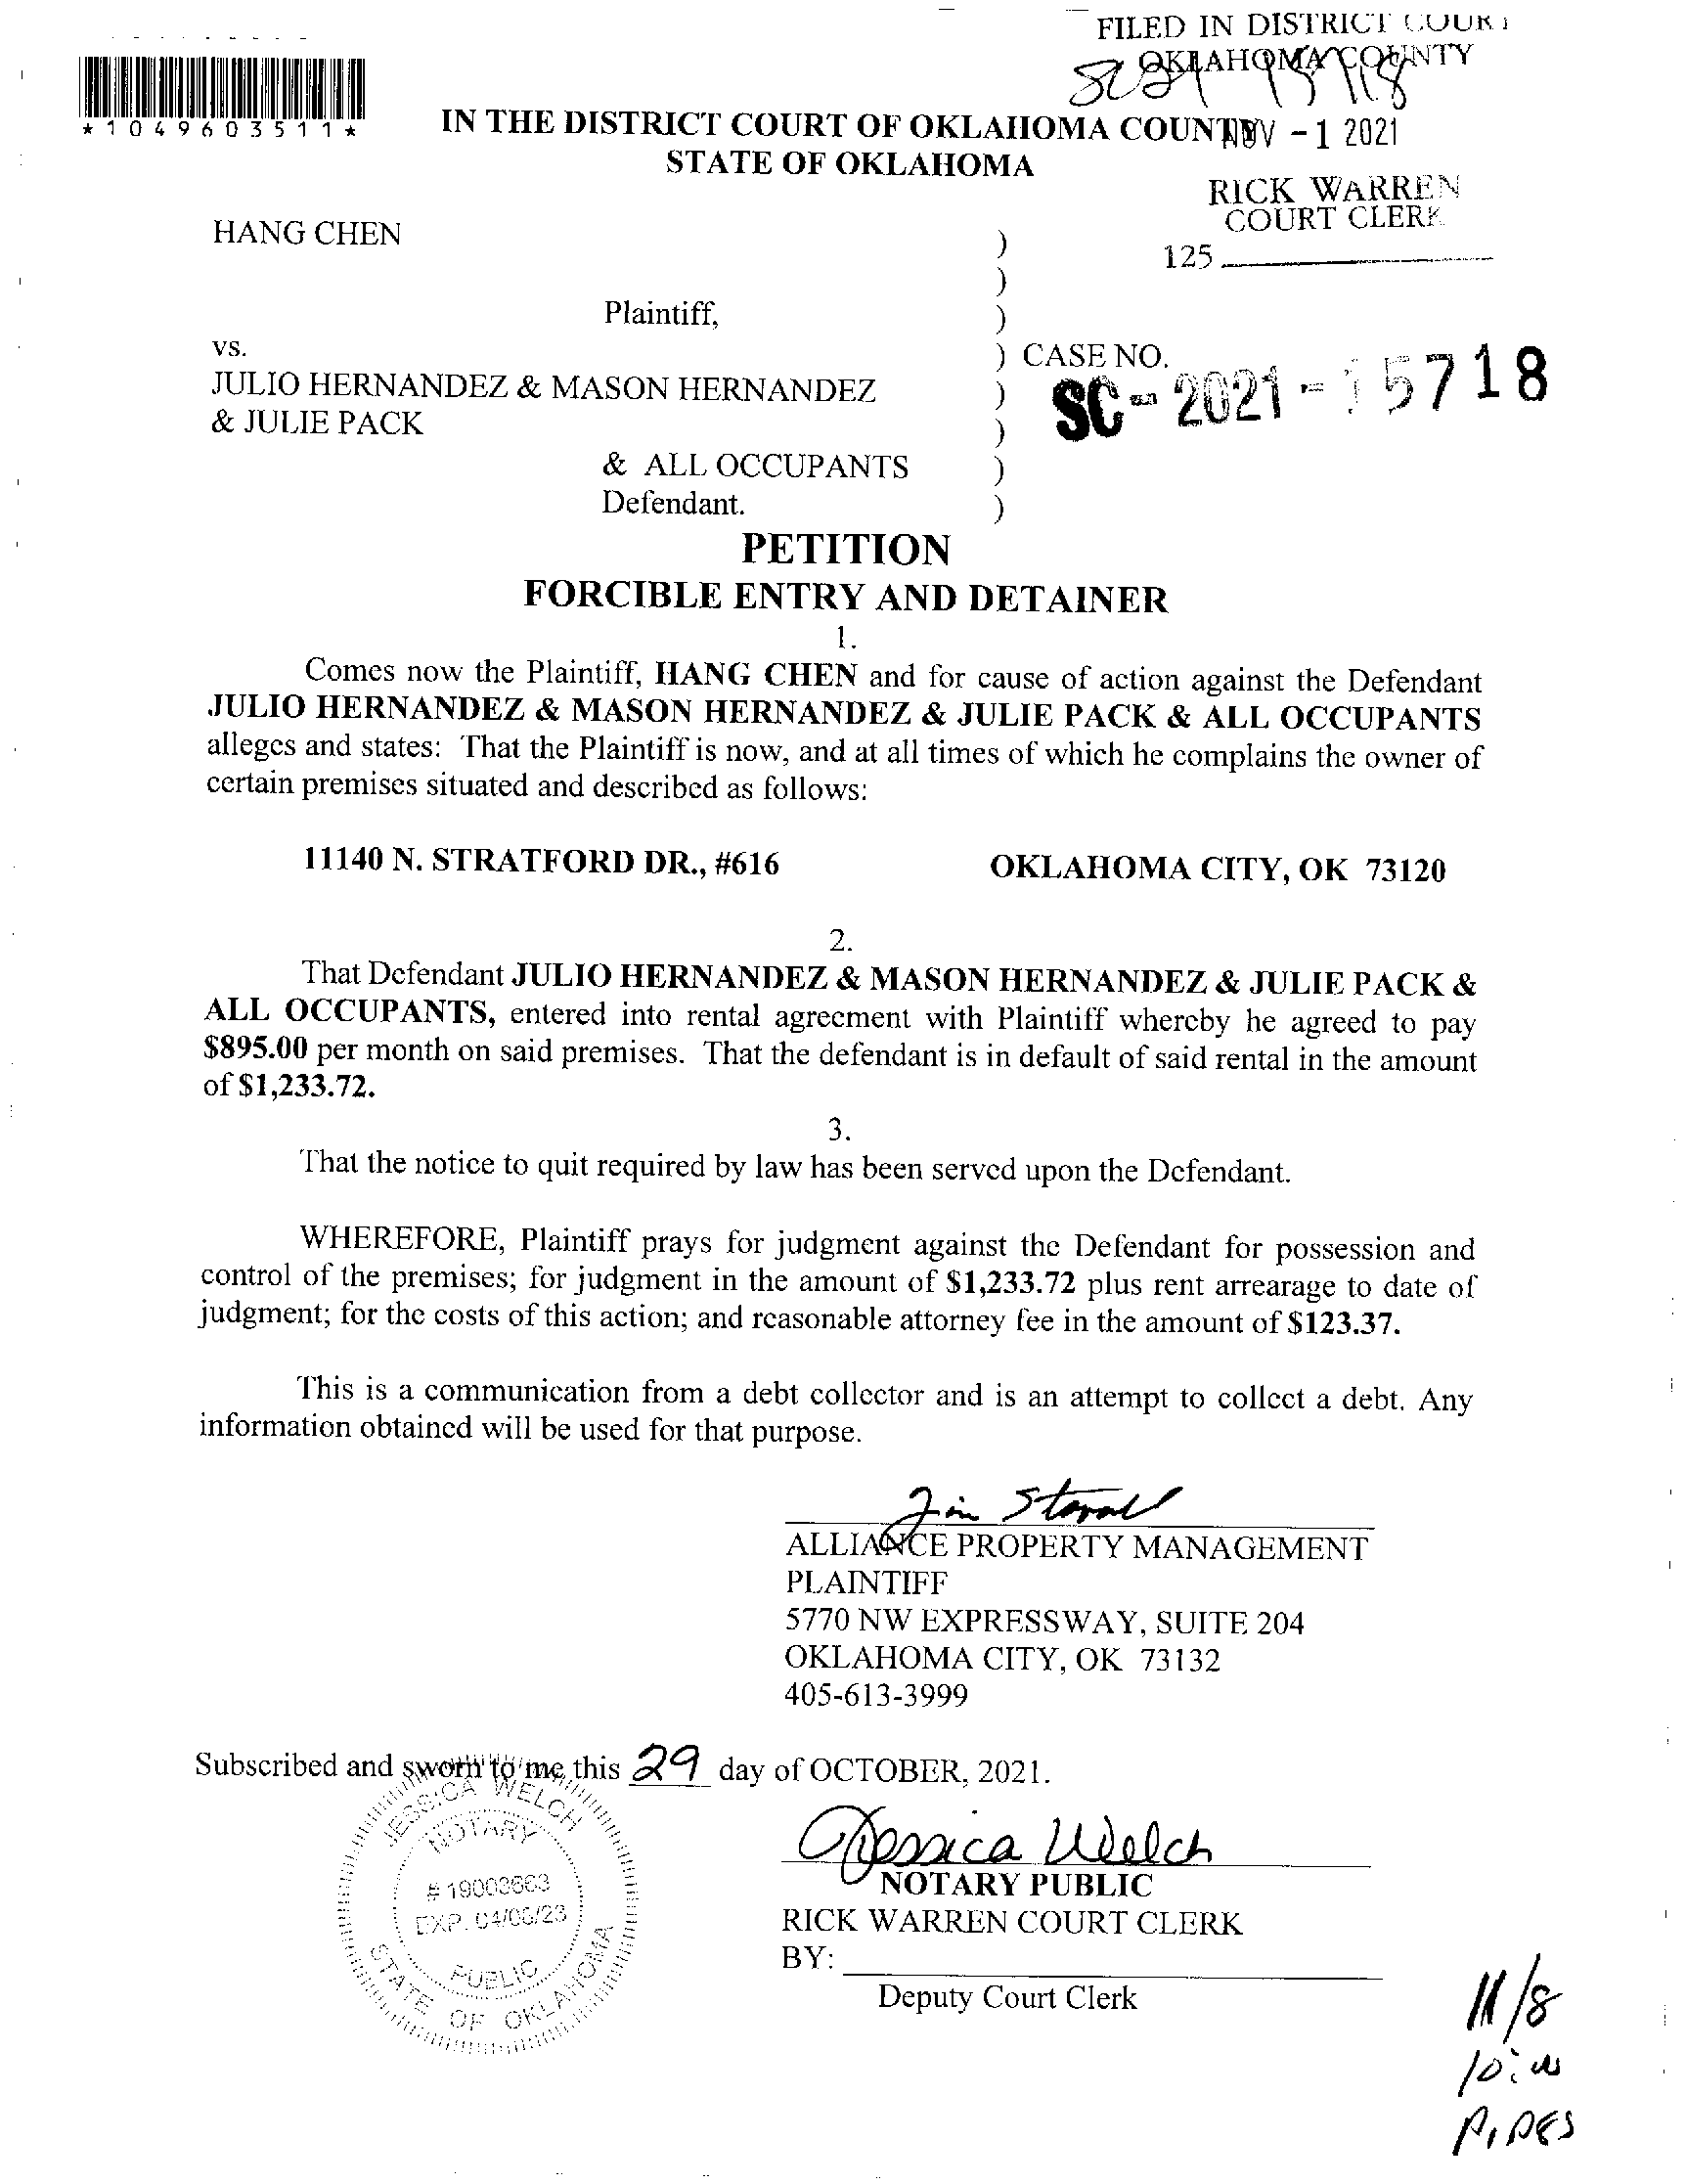 FILED IN DISTRICT COURT
OKLAHOMA COUNTY
*1049603511*
IN THE DISTRICT COURT OF OKLAHOMA COUNTY
NOV -1 2021
STATE OF OKLAHOMA
RICK WARREN
COURT CLERK
125
HANG CHEN )
)
Plaintiff, )
vs. ) CASE NO.
JULIO HERNANDEZ & MASON HERNANDEZ ) SC-2021-15718
& JULIE PACK )
& ALL OCCUPANTS )
Defendant. )
PETITION
FORCIBLE ENTRY AND DETAINER
1.
Comes now the Plaintiff, HANG CHEN and for cause of action against the Defendant
JULIO HERNANDEZ & MASON HERNANDEZ & JULIE PACK & ALL OCCUPANTS
alleges and states: That the Plaintiff is now, and at all times of which he complains the owner of
certain premises situated and described as follows:
11140 N. STRATFORD DR., #616 OKLAHOMA CITY, OK 73120
2.
That Defendant JULIO HERNANDEZ & MASON HERNANDEZ & JULIE PACK &
ALL OCCUPANTS, entered into rental agreement with Plaintiff whereby he agreed to pay
$895.00 per month on said premises. That the defendant is in default of said rental in the amount
of $1,233.72.
3.
That the notice to quit required by law has been served upon the Defendant.
WHEREFORE, Plaintiff prays for judgment against the Defendant for possession and
control of the premises; for judgment in the amount of $1,233.72 plus rent arrearage to date of
judgment; for the costs of this action; and reasonable attorney fee in the amount of $123.37.
This is a communication from a debt collector and is an attempt to collect a debt. Any
information obtained will be used for that purpose.
Jim Stovall
ALLIANCE PROPERTY MANAGEMENT
PLAINTIFF
5770 NW EXPRESSWAY, SUITE 204
OKLAHOMA CITY, OK 73132
405-613-3999
Subscribed and sworn to me this 29 day of OCTOBER, 2021.
JESSICA WELCH
NOTARY
# 19003663
EXP. 04/08/23
PUBLIC
STATE OF OKLAHOMA
Jessica Welch
NOTARY PUBLIC
RICK WARREN COURT CLERK
BY:
Deputy Court Clerk
11/8